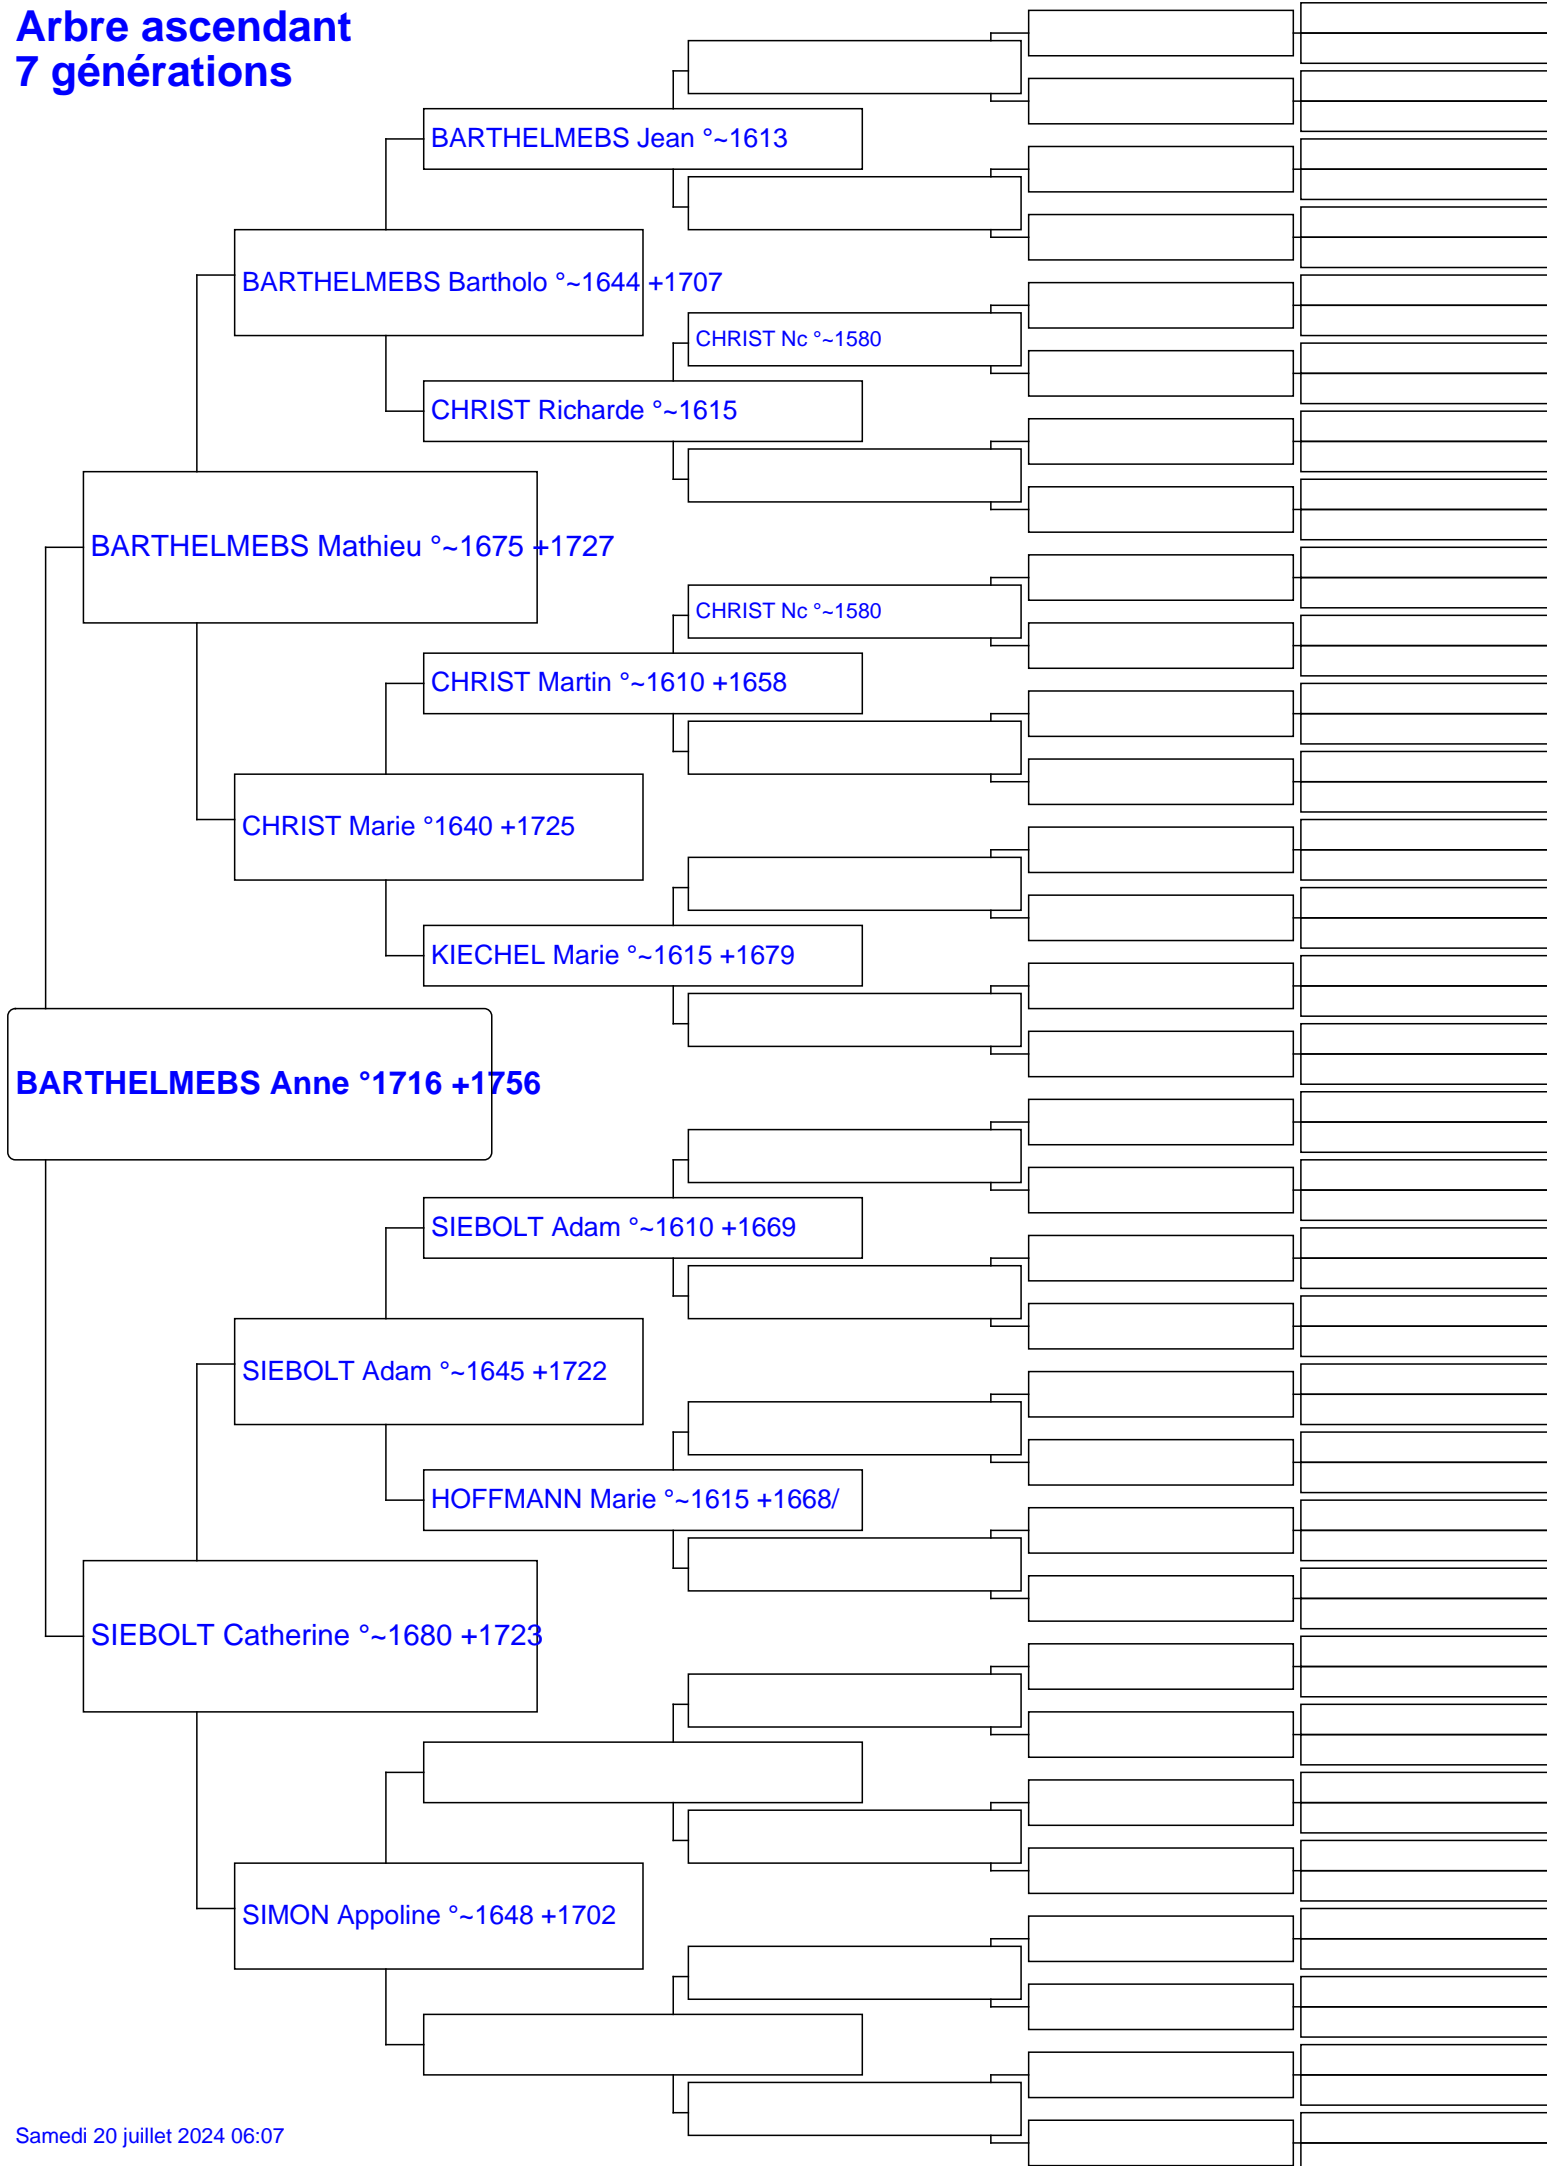 Arbre ascendant
7 générations
BARTHELMEBS Jean °~1613
BARTHELMEBS Bartholo °~1644 +1707
CHRIST Nc °~1580
CHRIST Richarde °~1615
BARTHELMEBS Mathieu °~1675 +1727
CHRIST Nc °~1580
CHRIST Martin °~1610 +1658
CHRIST Marie °1640 +1725
KIECHEL Marie °~1615 +1679
BARTHELMEBS Anne °1716 +1756
SIEBOLT Adam °~1610 +1669
SIEBOLT Adam °~1645 +1722
HOFFMANN Marie °~1615 +1668/
SIEBOLT Catherine °~1680 +1723
SIMON Appoline °~1648 +1702
Samedi 20 juillet 2024 06:07